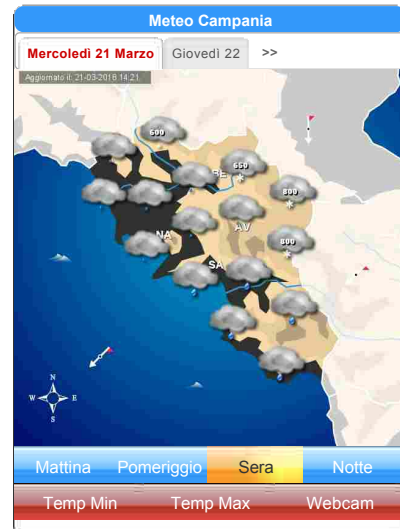 Meteo Campania
Mercoledì 21 Marzo Giovedì 22 >>
Aggiornato il: 21-03-2018 14:21
600
650
BE
800
AV
NA
800
SA
N
W E
S
Mattina Pomeriggio Sera Notte
Temp Min Temp Max Webcam